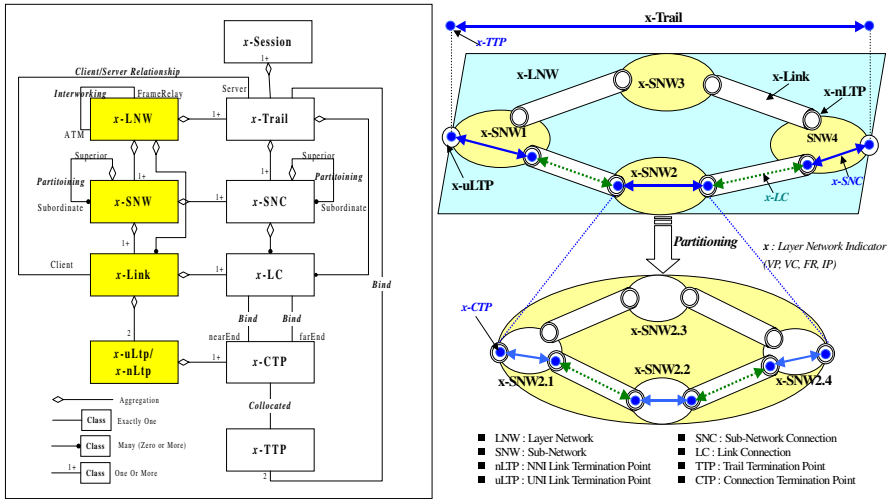 x-Session
1+
Client/Server Relationship
Server
Interworking
FrameRelay
x-LNW
1+
x-Trail
ATM
Superior
Superior
1+
1+
Partitoining
Partitioning
x-SNW
x-SNC
Subordinate
1+
Subordinate
1+
Client
x-Link
1+
x-LC
Bind
Bind
Bind
2
nearEnd
farEnd
x-uLtp/
x-nLtp
1+
x-CTP
Collocated
x-TTP
2
Aggregation
Class
Exactly One
Class
Many (Zero or More)
1+
Class
One Or More
x-Trail
x-TTP
x-LNW
x-SNW3
x-Link
x-nLTP
x-SNW1
SNW4
x-SNW2
x-uLTP
x-SNC
x-LC
Partitioning
x : Layer Network Indicator
(VP, VC, FR, IP)
x-CTP
x-SNW2.3
x-SNW2.1
x-SNW2.2
x-SNW2.4
■ LNW : Layer Network
■ SNW : Sub-Network
■ nLTP : NNI Link Termination Point
■ uLTP : UNI Link Termination Point
■ SNC : Sub-Network Connection
■ LC : Link Connection
■ TTP : Trail Termination Point
■ CTP : Connection Termination Point